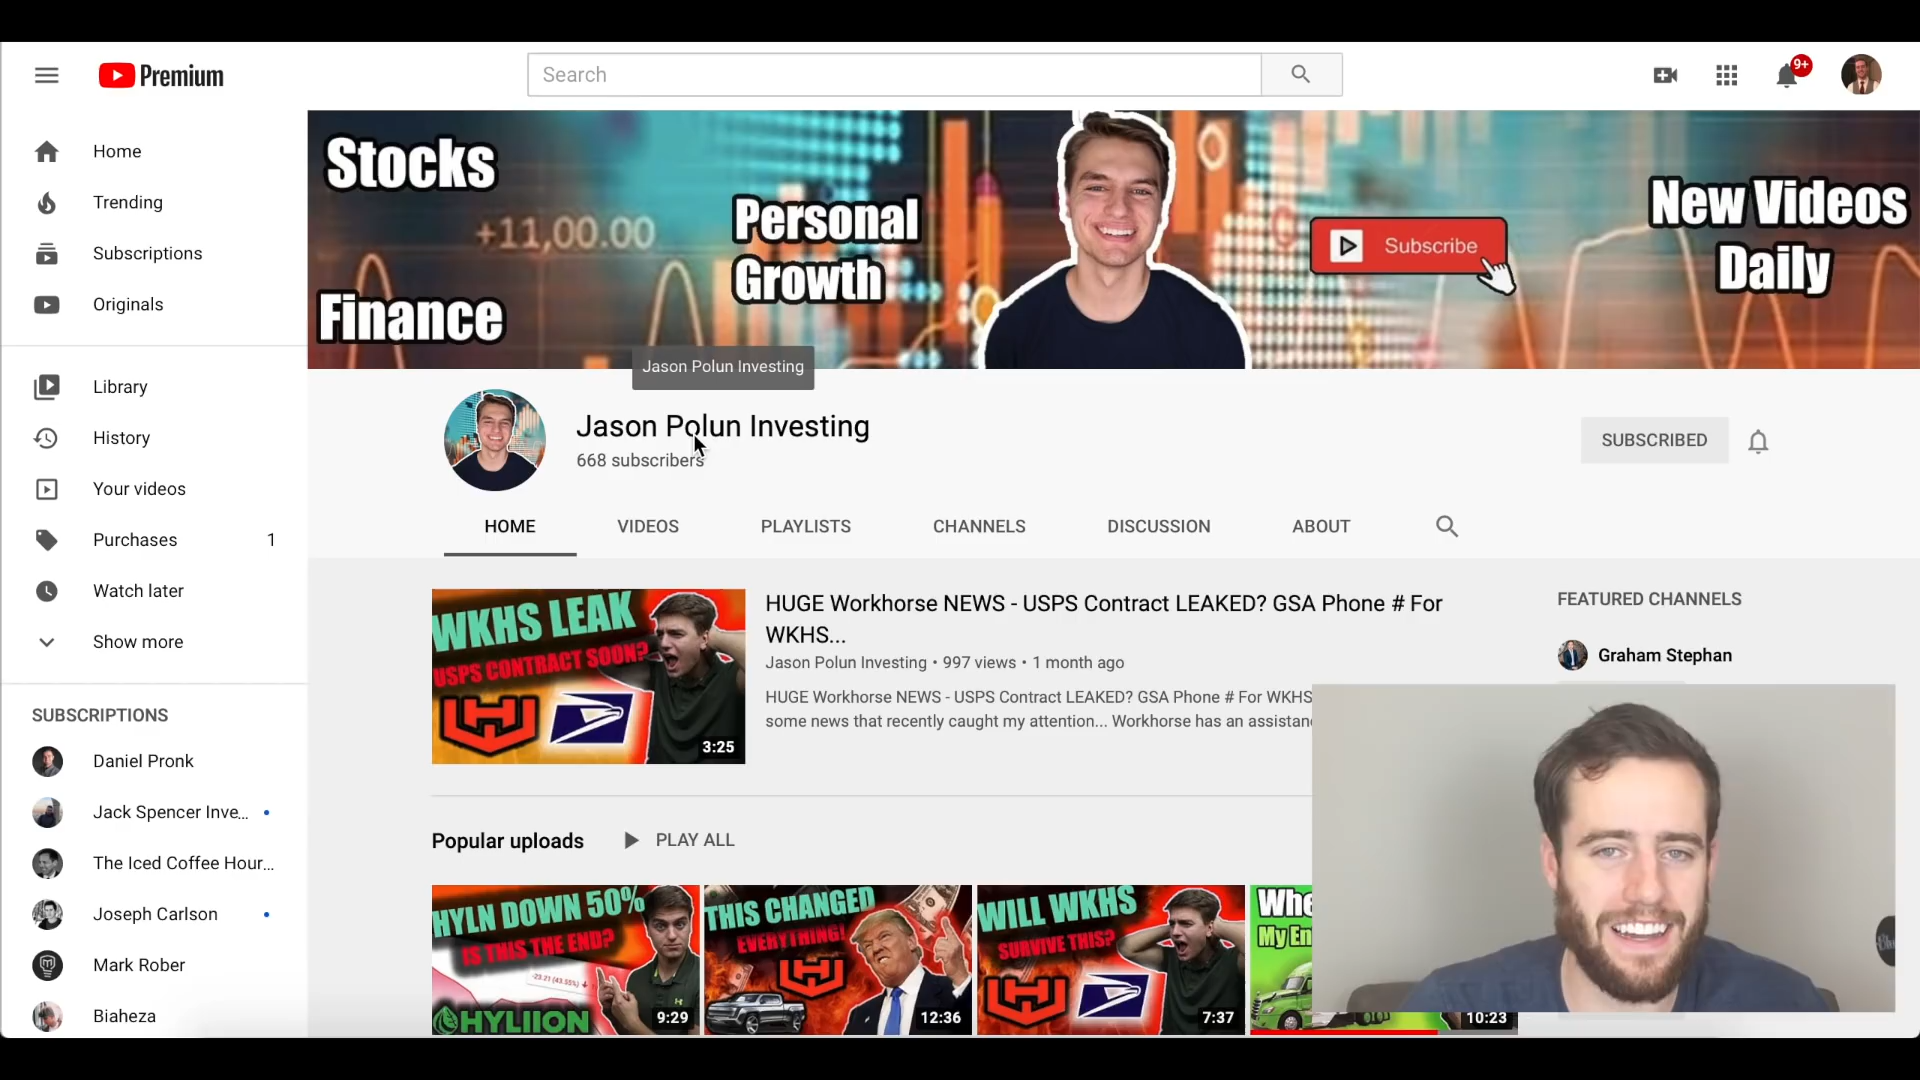 Premium
Search
9+
Home
Trending
Subscriptions
Originals
Library
History
Your videos
Purchases 1
Watch later
Show more
SUBSCRIPTIONS
Daniel Pronk
Jack Spencer Inve...
The Iced Coffee Hour...
Joseph Carlson
Mark Rober
Biaheza
Stocks
+11,00.00
Finance
Personal
Growth
Subscribe
New Videos
Daily
Jason Polun Investing
Jason Polun Investing
668 subscribers
SUBSCRIBED
HOME VIDEOS PLAYLISTS CHANNELS DISCUSSION ABOUT
WKHS LEAK
USPS CONTRACT SOON?
3:25
HUGE Workhorse NEWS - USPS Contract LEAKED? GSA Phone # For
WKHS...
Jason Polun Investing • 997 views • 1 month ago
HUGE Workhorse NEWS - USPS Contract LEAKED? GSA Phone # For WKHS
some news that recently caught my attention... Workhorse has an assistan
FEATURED CHANNELS
Graham Stephan
Popular uploads PLAY ALL
HYLN DOWN 50%
IS THIS THE END?
-23.21 (43.55%)
HYLIION
9:29
THIS CHANGED
EVERYTHING!
12:36
WILL WKHS
SURVIVE THIS?
7:37
Whe
My En
10:23